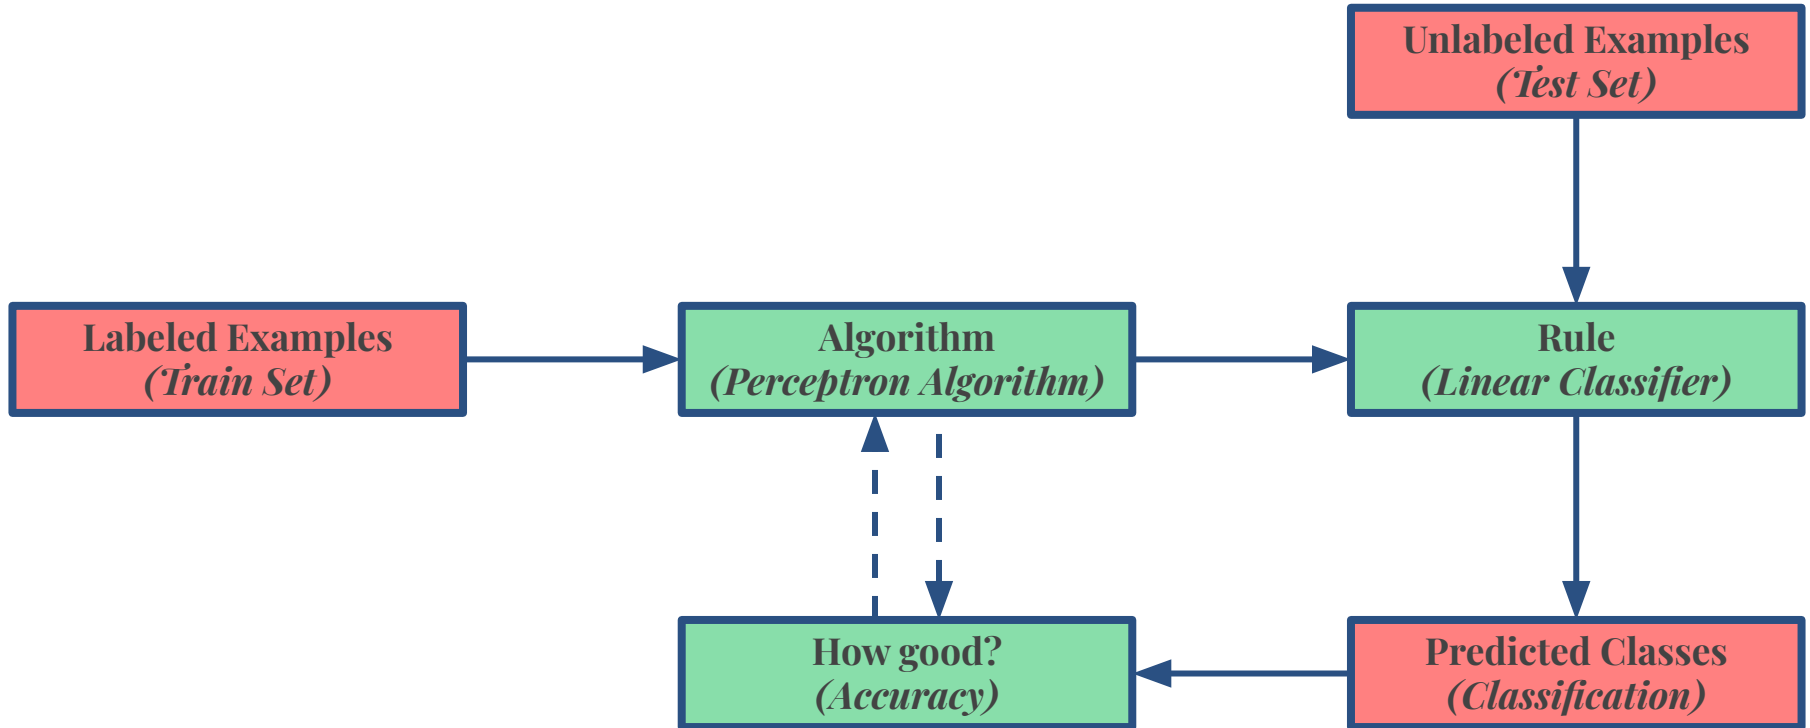 Unlabeled Examples
(Test Set)
Labeled Examples
(Train Set)
Algorithm
(Perceptron Algorithm)
Rule
(Linear Classifier)
How good?
(Accuracy)
Predicted Classes
(Classification)